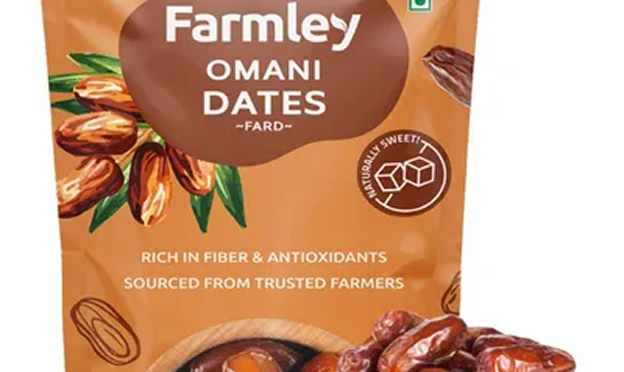 Farmley
OMANI
DATES
~FARD~
NATURALLY SWEET!
RICH IN FIBER & ANTIOXIDANTS
SOURCED FROM TRUSTED FARMERS